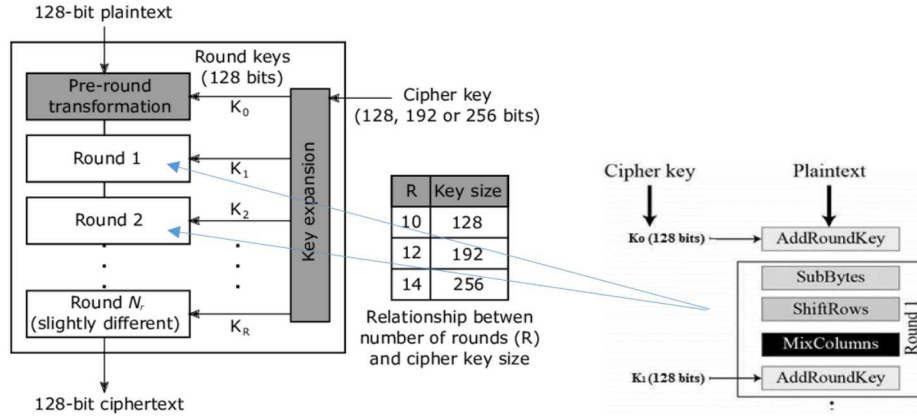 128-bit plaintext
Round keys
(128 bits)
Pre-round
transformation
K0
Cipher key
(128, 192 or 256 bits)
Round 1
K1
Round 2
K2
Key expansion
Round Nr
(slightly different)
KR
128-bit ciphertext
R Key size
10 128
12 192
14 256
Relationship betwen
number of rounds (R)
and cipher key size
Cipher key
Plaintext
K0 (128 bits)
AddRoundKey
SubBytes
ShiftRows
MixColumns
K1 (128 bits)
AddRoundKey
Round 1